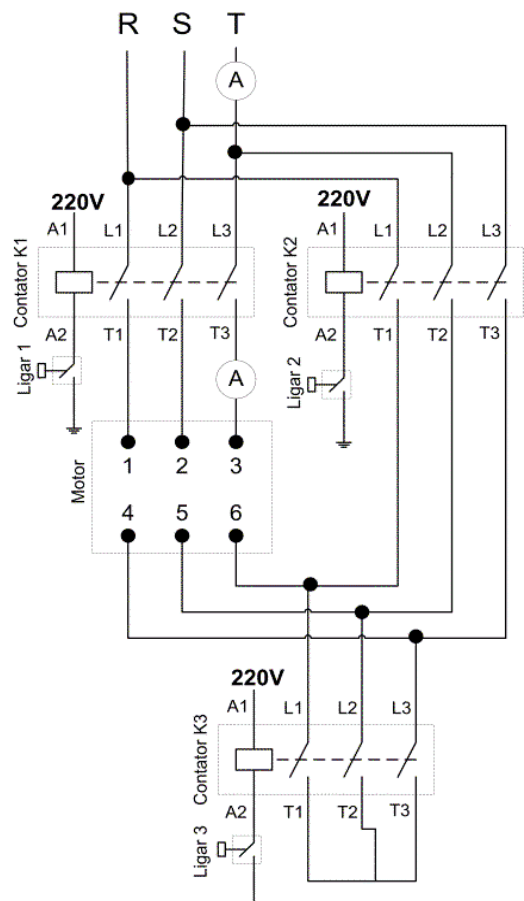 R S T
A
220V
A1 L1 L2 L3
Contator K1
A2 T1 T2 T3
Ligar 1
A
220V
A1 L1 L2 L3
Contator K2
A2 T1 T2 T3
Ligar 2
Motor
1 2 3
4 5 6
220V
A1 L1 L2 L3
Contator K3
A2 T1 T2 T3
Ligar 3